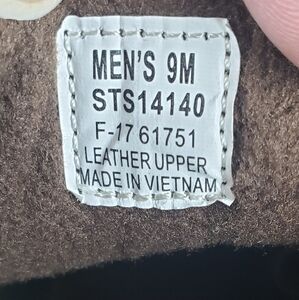 MEN'S 9M
STS14140
F-17 61751
LEATHER UPPER
MADE IN VIETNAM